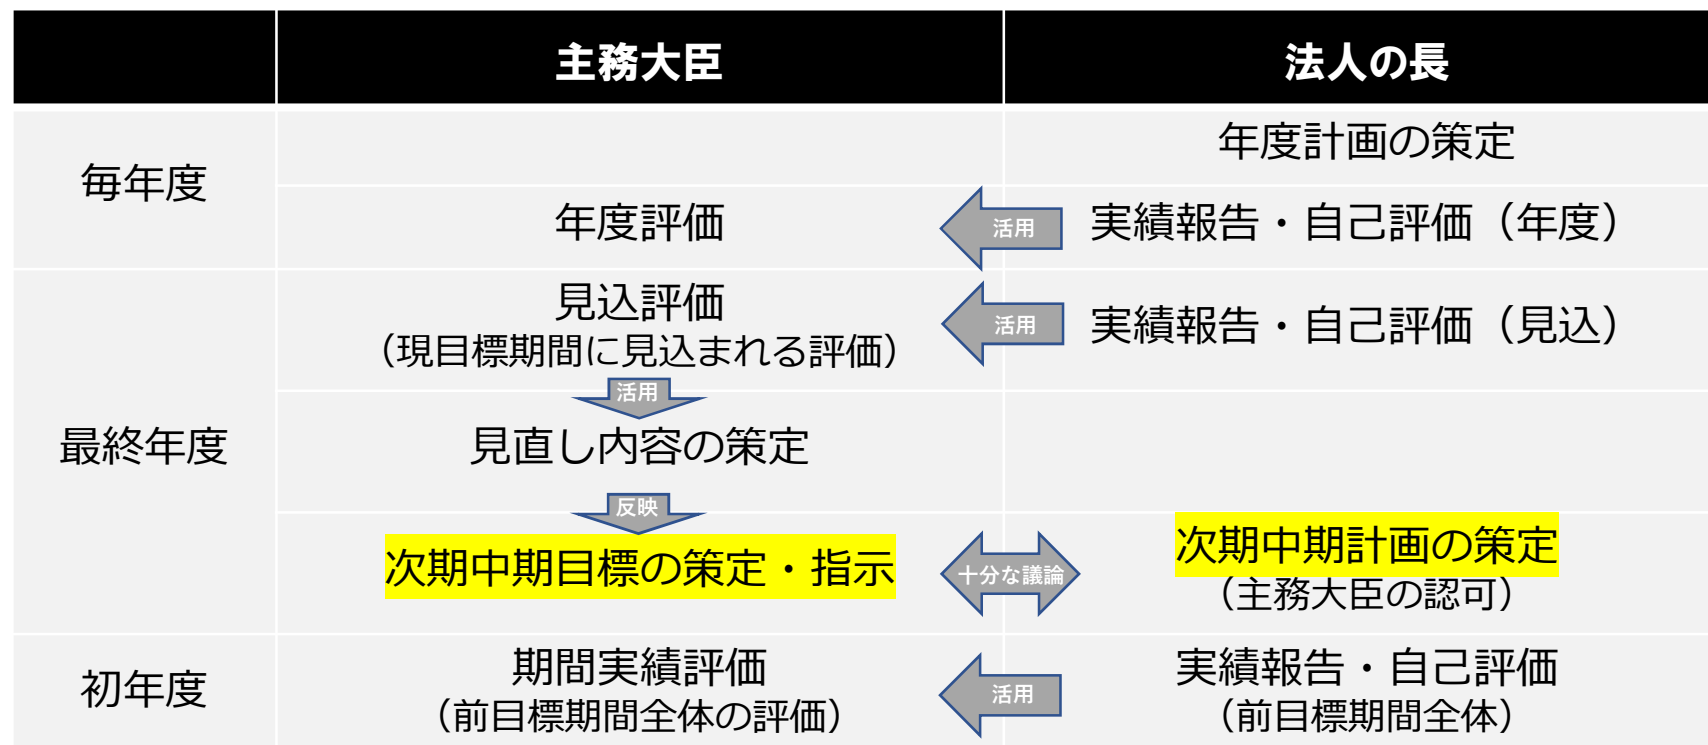 主務大臣
法人の長
毎年度
年度計画の策定
年度評価
活用
実績報告・自己評価（年度）
最終年度
見込評価
（現目標期間に見込まれる評価）
活用
実績報告・自己評価（見込）
活用
見直し内容の策定
反映
次期中期目標の策定・指示
十分な議論
次期中期計画の策定
（主務大臣の認可）
初年度
期間実績評価
（前目標期間全体の評価）
活用
実績報告・自己評価
（前目標期間全体）